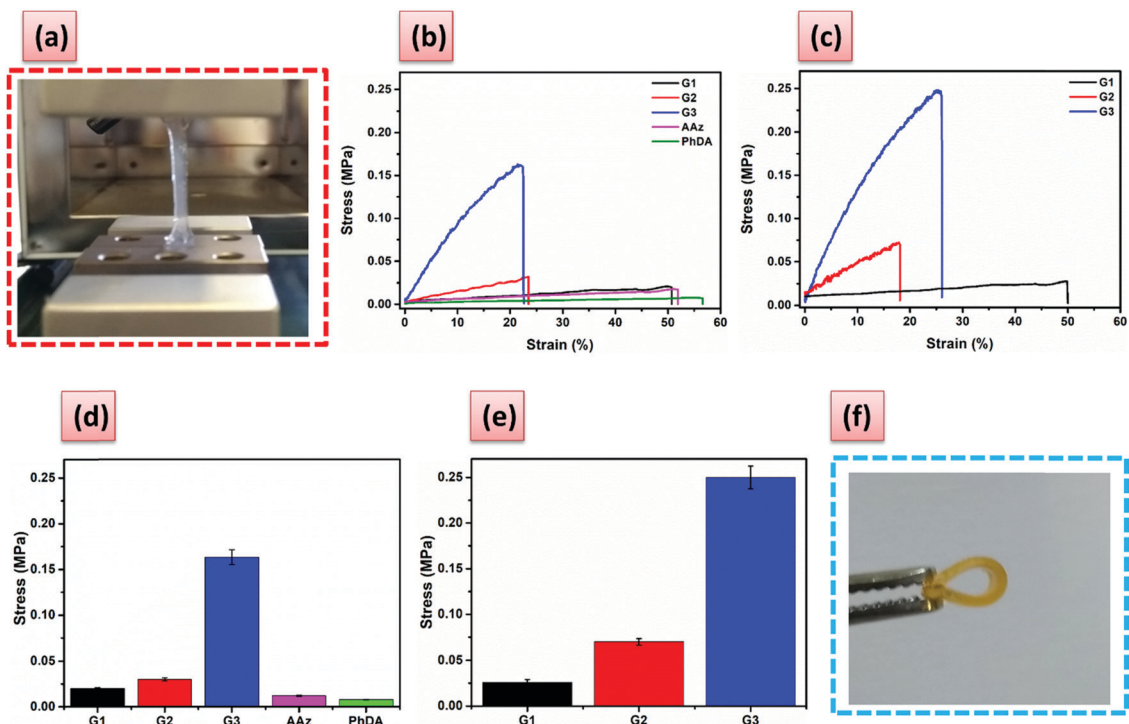 (a)
(b)
(c)
Stress (MPa)
0.25
0.20
0.15
0.10
0.05
0.00
0 10 20 30 40 50 60
Strain (%)
G1
G2
G3
AAz
PhDA
Stress (MPa)
0.25
0.20
0.15
0.10
0.05
0.00
0 10 20 30 40 50 60
Strain (%)
G1
G2
G3
(d)
(e)
(f)
Stress (MPa)
0.25
0.20
0.15
0.10
0.05
0.00
G1 G2 G3 AAz PhDA
Stress (MPa)
0.25
0.20
0.15
0.10
0.05
0.00
G1 G2 G3